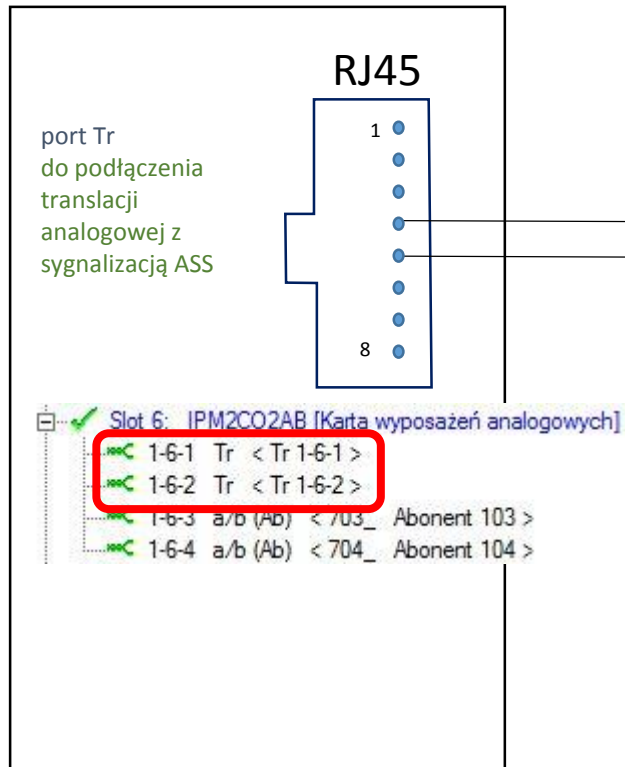 RJ45
1
port Tr
do podłączenia
translacji
analogowej z
sygnalizacją ASS
8
Slot 6: IPM2CO2AB [Karta wyposażeń analogowych]
1-6-1 Tr < Tr 1-6-1 >
1-6-2 Tr < Tr 1-6-2 >
1-6-3 a/b (Ab) < 703_ Abonent 103 >
1-6-4 a/b (Ab) < 704_ Abonent 104 >